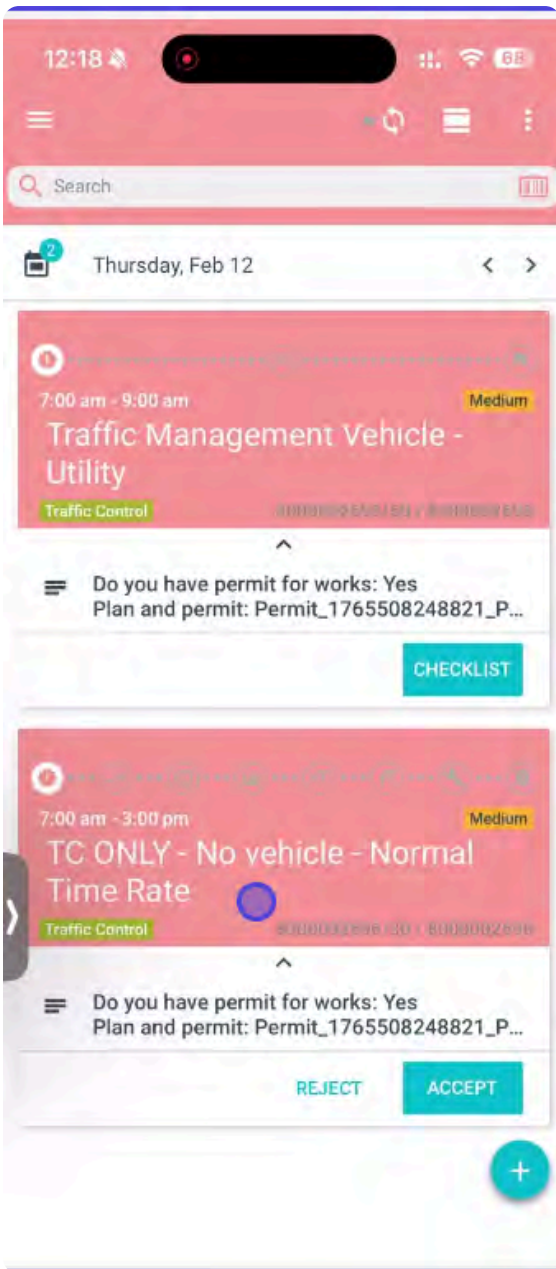 12:18
68
Search
2
Thursday, Feb 12
7:00 am - 9:00 am
Medium
Traffic Management Vehicle -
Utility
Traffic Control
Do you have permit for works: Yes
Plan and permit: Permit_1765508248821_P...
CHECKLIST
7:00 am - 3:00 pm
Medium
TC ONLY - No vehicle - Normal
Time Rate
Traffic Control
Do you have permit for works: Yes
Plan and permit: Permit_1765508248821_P...
REJECT
ACCEPT